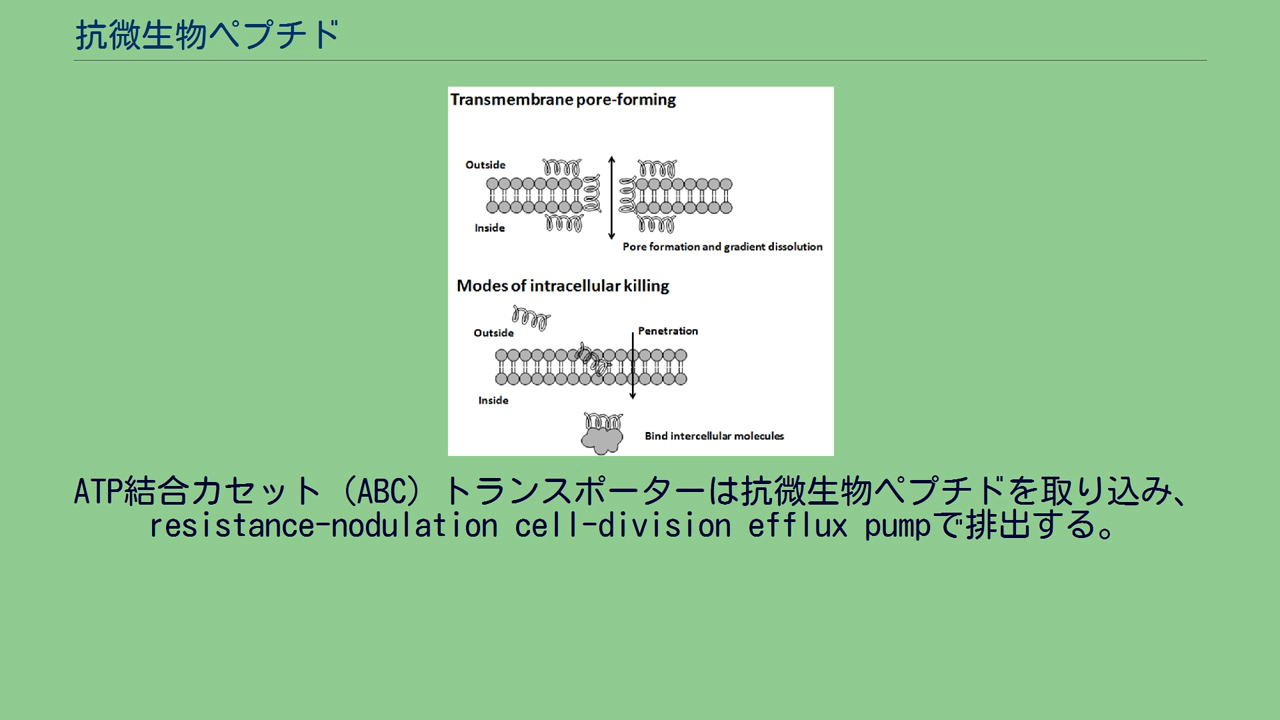 抗微生物ペプチド
Transmembrane pore-forming
Outside
Inside
Pore formation and gradient dissolution
Modes of intracellular killing
Outside
Penetration
Inside
Bind intercellular molecules
ATP結合カセット（ABC）トランスポーターは抗微生物ペプチドを取り込み、
resistance-nodulation cell-division efflux pumpで排出する。